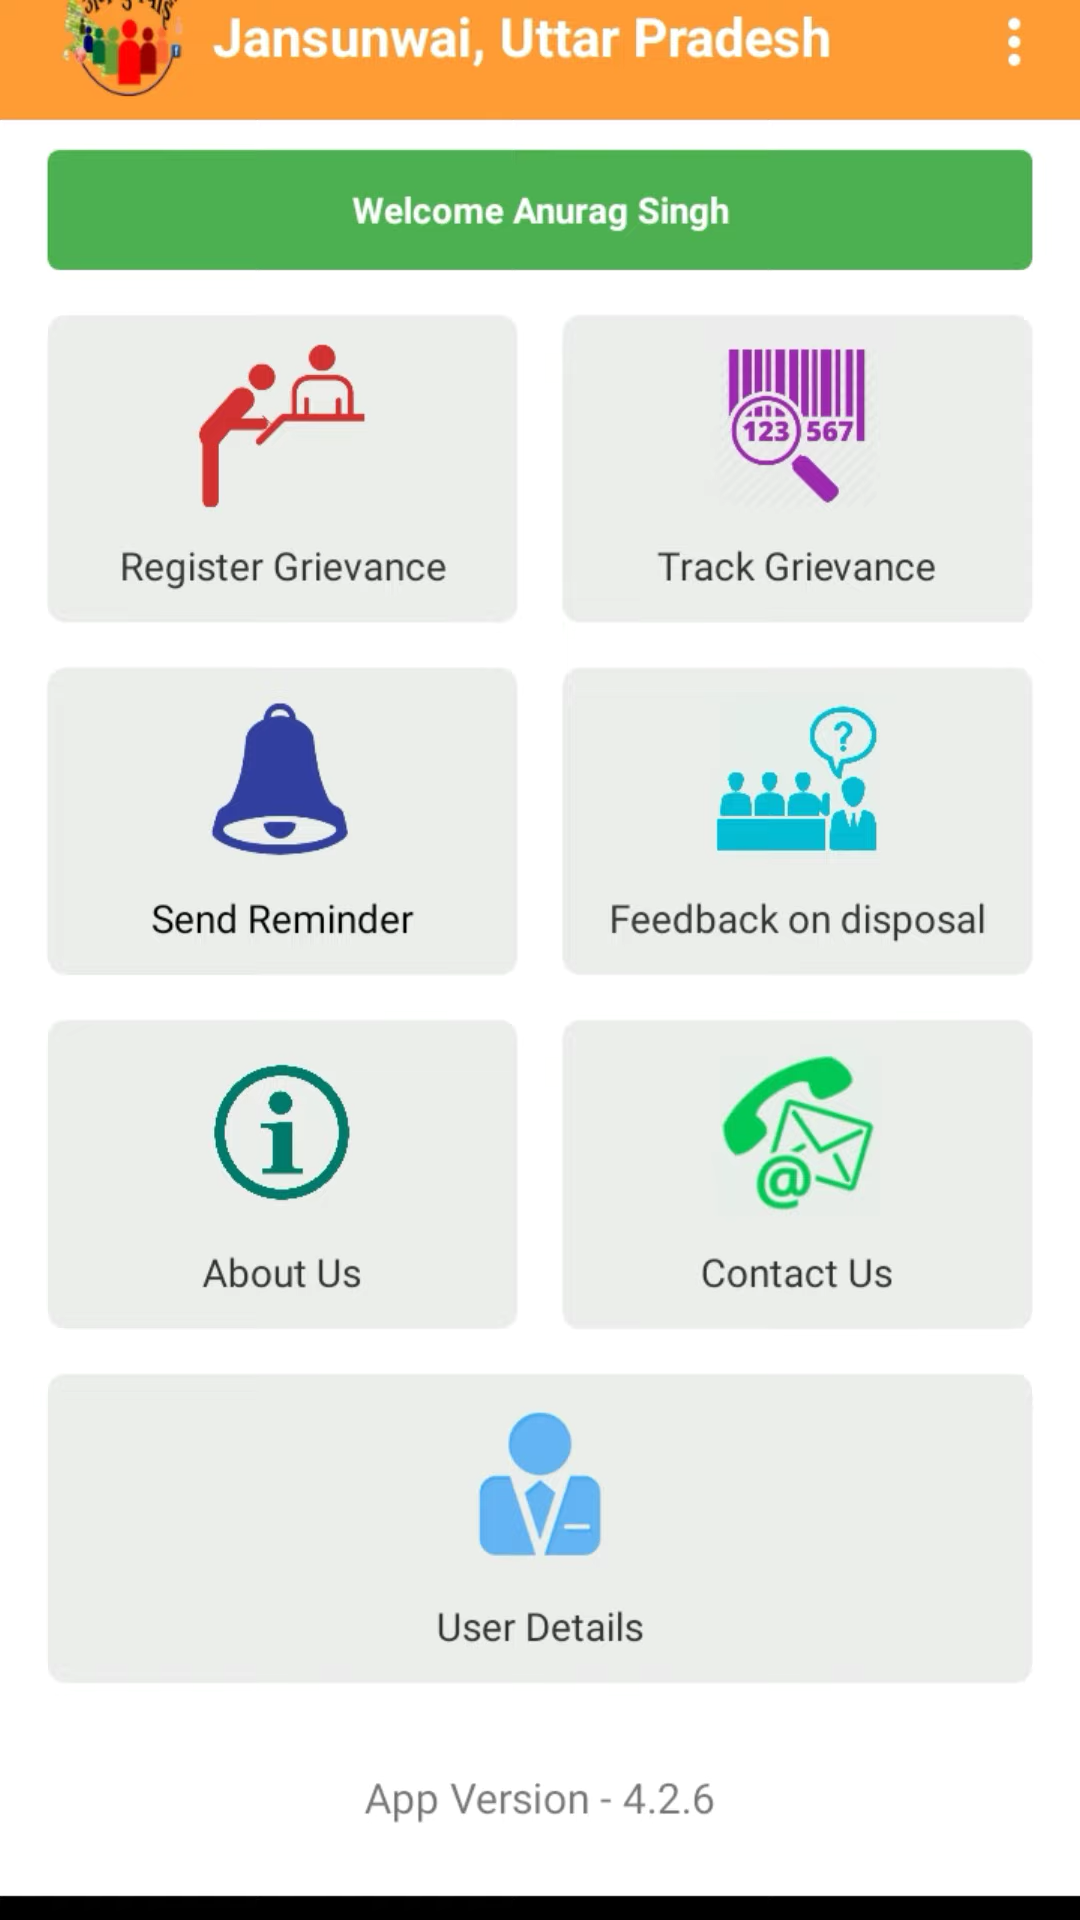 Jansunwai, Uttar Pradesh
Welcome Anurag Singh
123 567
Register Grievance
Track Grievance
?
Send Reminder
Feedback on disposal
i
@
About Us
Contact Us
User Details
App Version - 4.2.6